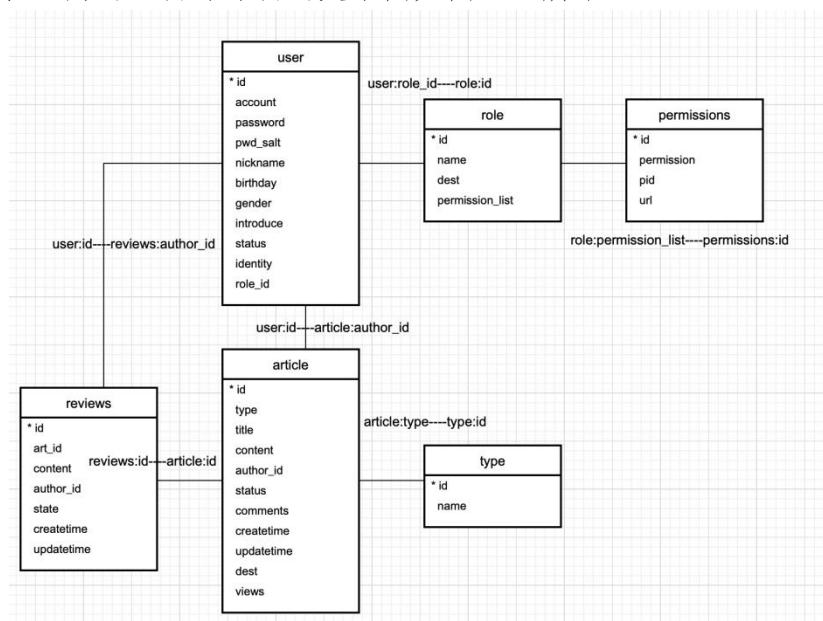 user
* id
account
password
pwd_salt
nickname
birthday
gender
introduce
status
identity
role_id
user:role_id----role:id
role
* id
name
dest
permission_list
permissions
* id
permission
pid
url
role:permission_list----permissions:id
user:id----reviews:author_id
user:id----article:author_id
article
* id
type
title
content
author_id
status
comments
createtime
updatetime
dest
views
reviews
* id
art_id
content
author_id
state
createtime
updatetime
reviews:id----article:id
article:type----type:id
type
* id
name